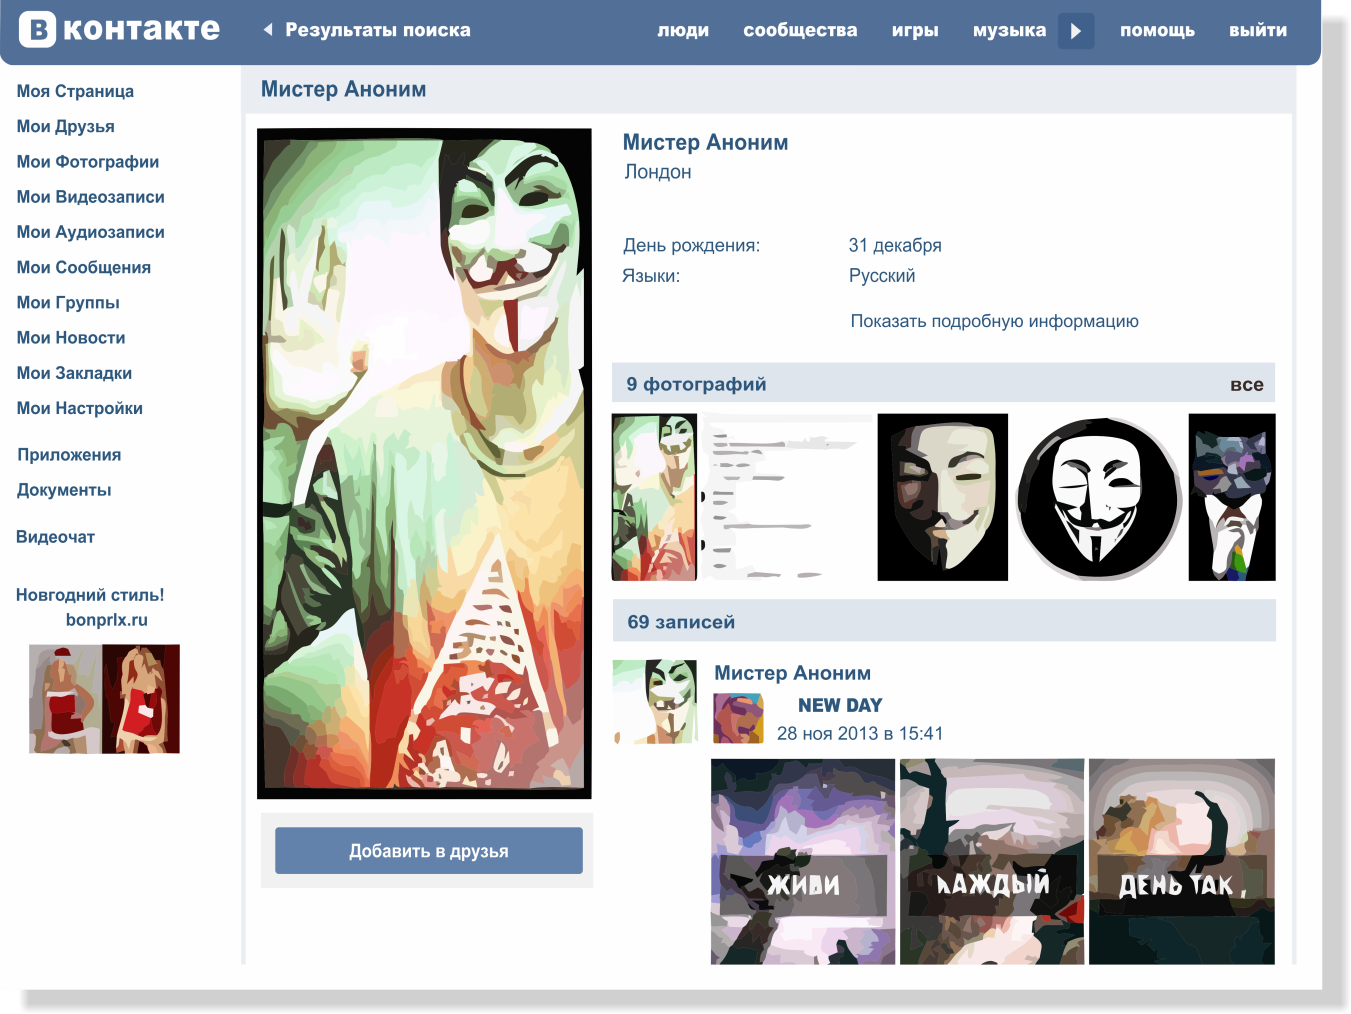 В контакте
Результаты поиска
люди сообщества игры музыка помощь выйти
Моя Страница
Мои Друзья
Мои Фотографии
Мои Видеозаписи
Мои Аудиозаписи
Мои Сообщения
Мои Группы
Мои Новости
Мои Закладки
Мои Настройки
Приложения
Документы
Видеочат
Новгодний стиль!
bonprlx.ru
Мистер Аноним
Мистер Аноним
Лондон
День рождения: 31 декабря
Языки: Русский
Показать подробную информацию
9 фотографий все
69 записей
Мистер Аноним
NEW DAY
28 ноя 2013 в 15:41
ЖИВИ
КАЖДЫЙ
ДЕНЬ ТАК,
Добавить в друзья